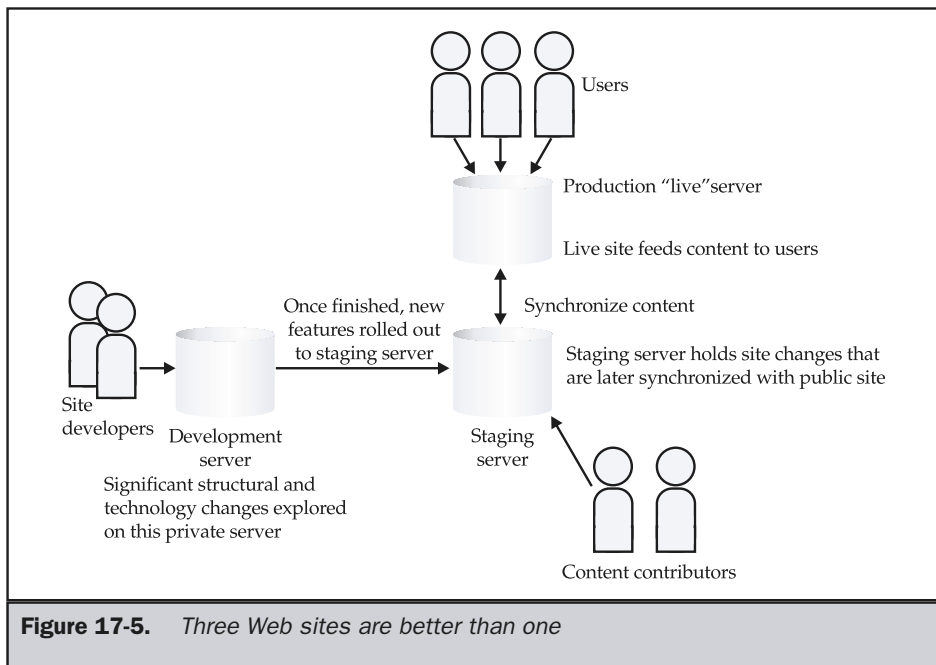 Users
Production “live”server
Live site feeds content to users
Synchronize content
Once finished, new
features rolled out
to staging server
Staging server holds site changes that
are later synchronized with public site
Site
developers
Development
server
Significant structural and
technology changes explored
on this private server
Staging
server
Content contributors
Figure 17-5. Three Web sites are better than one